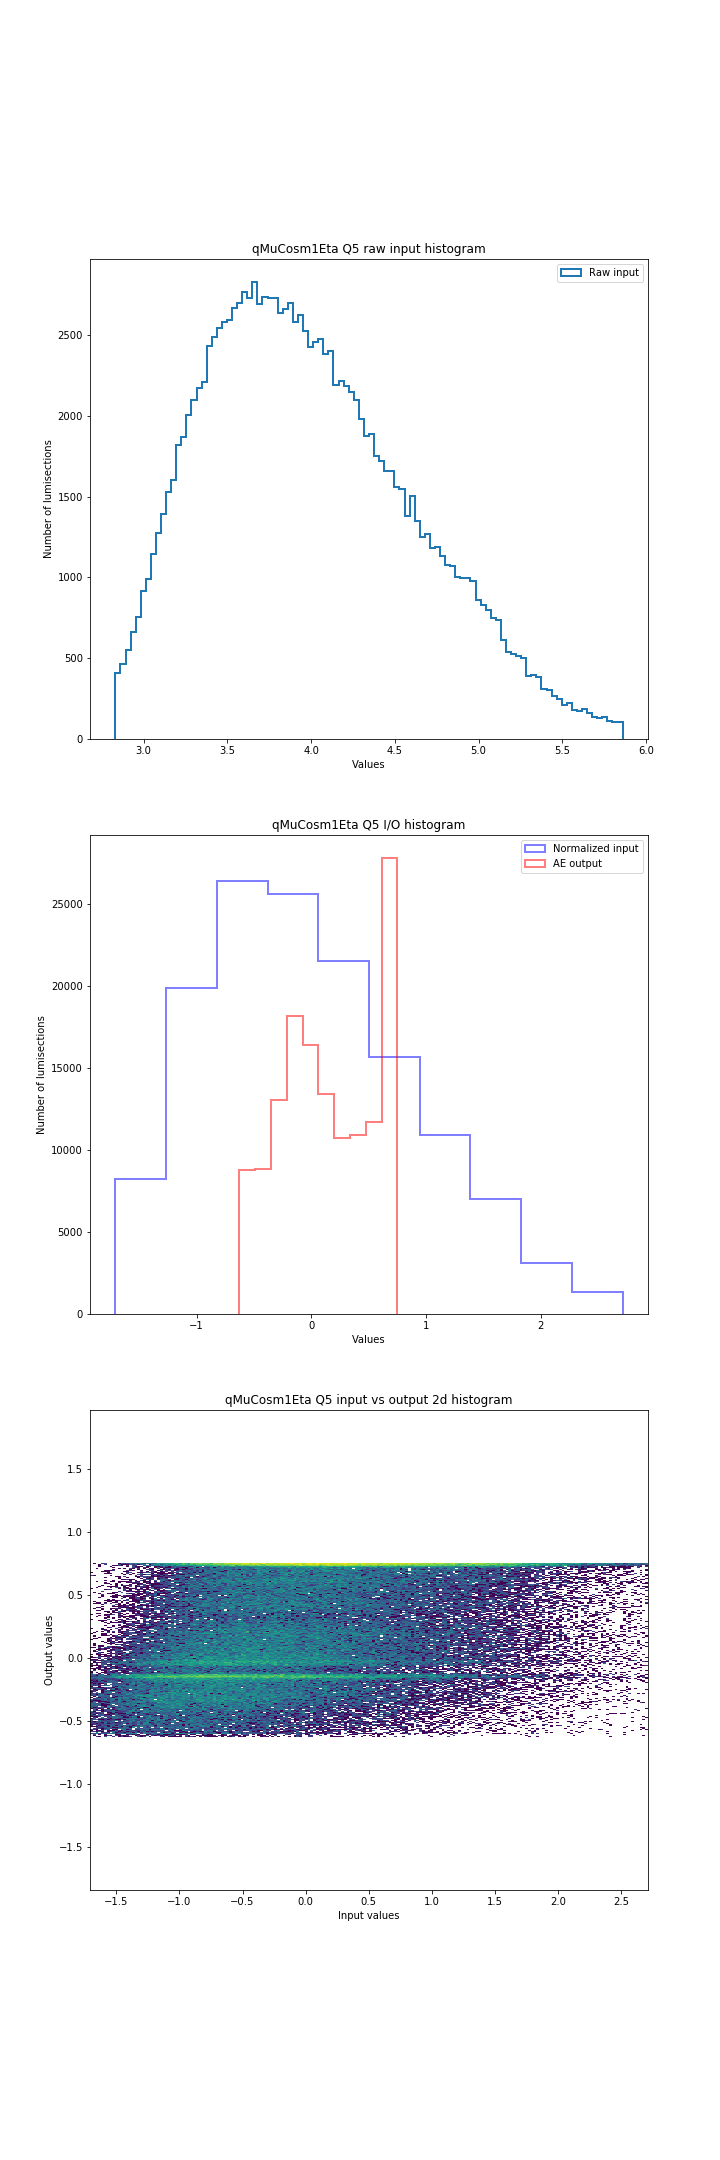 qMuCosm1Eta Q5 raw input histogram
Raw input
2500
2000
1500
1000
500
0
Number of lumisections
3.0 3.5 4.0 4.5 5.0 5.5 6.0
Values
qMuCosm1Eta Q5 I/O histogram
Normalized input
AE output
25000
20000
15000
10000
5000
0
Number of lumisections
−1 0 1 2
Values
qMuCosm1Eta Q5 input vs output 2d histogram
1.5
1.0
0.5
0.0
−0.5
−1.0
−1.5
Output values
−1.5 −1.0 −0.5 0.0 0.5 1.0 1.5 2.0 2.5
Input values